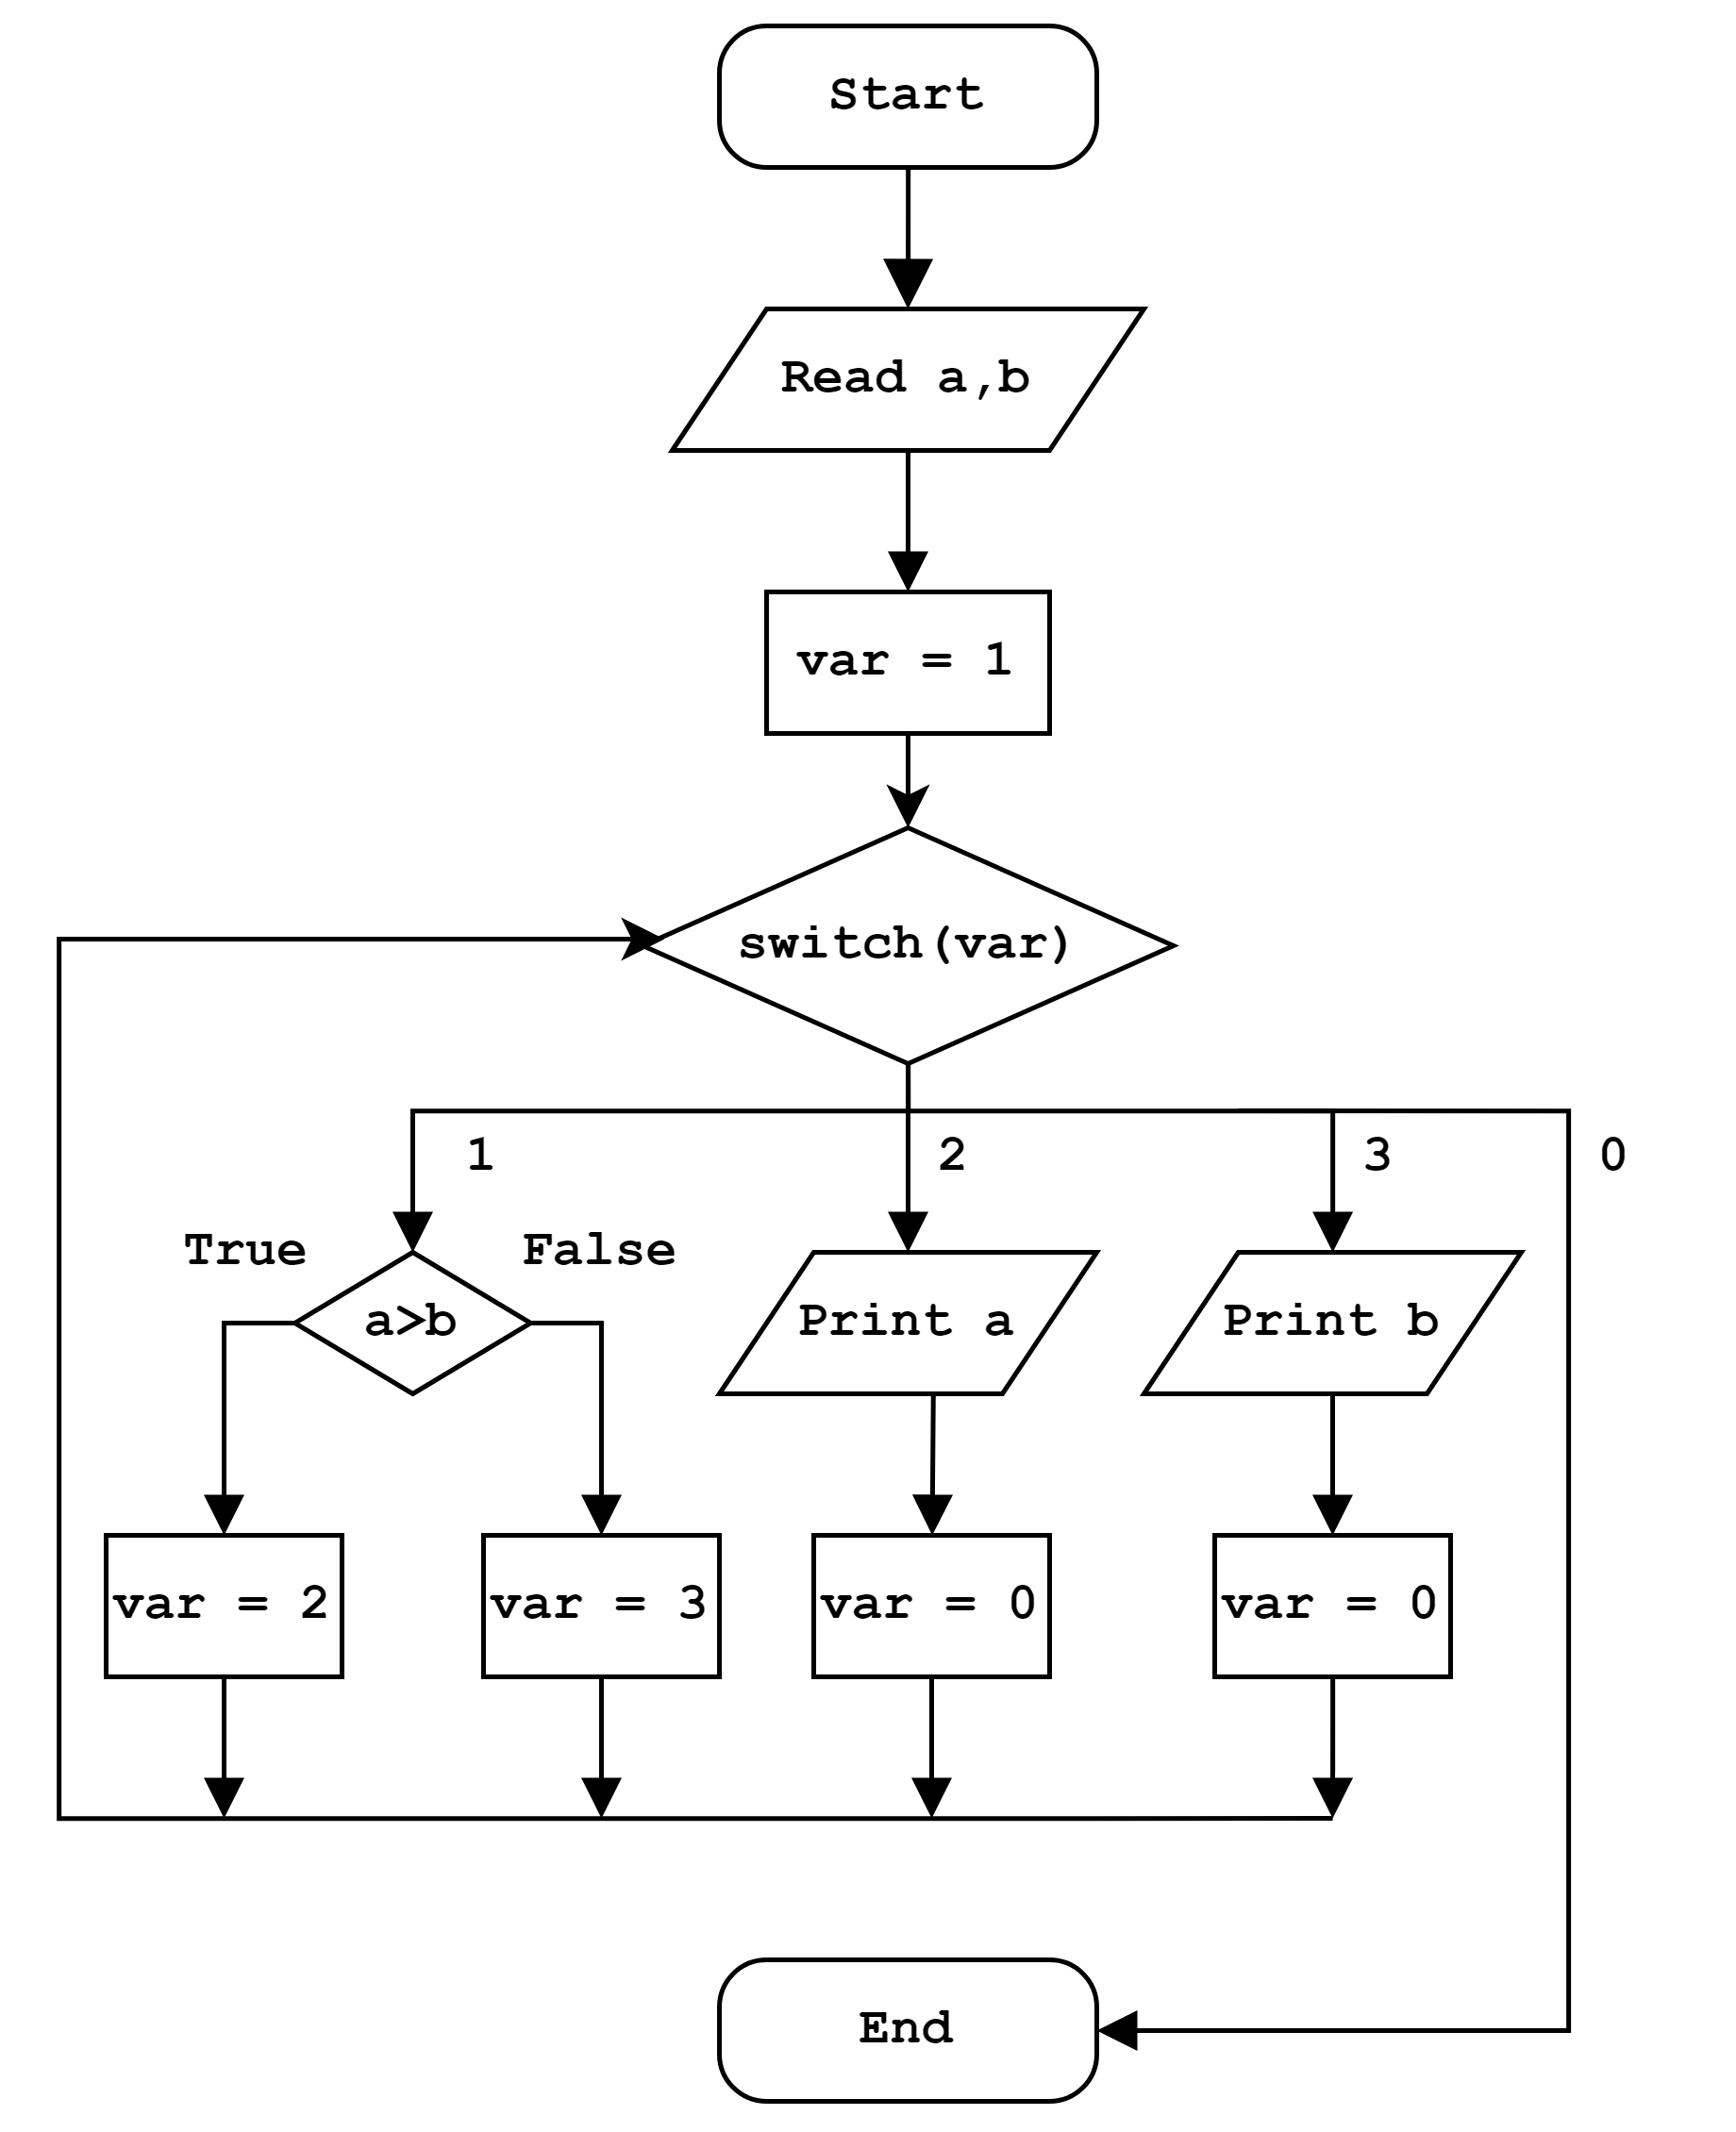 Start
Read a,b
var = 1
switch(var)
1
2
3
0
True
False
a>b
Print a
Print b
var = 2
var = 3
var = 0
var = 0
End